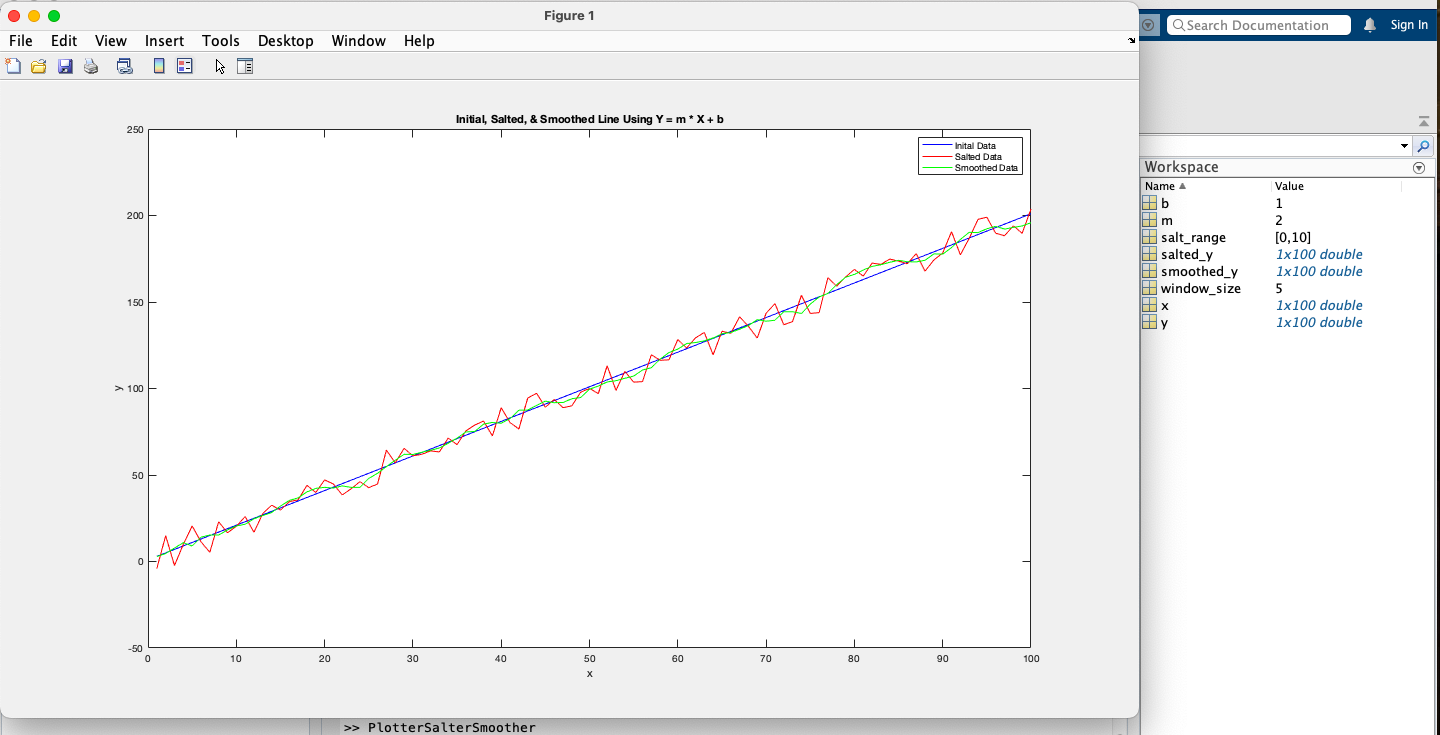 Figure 1
File Edit View Insert Tools Desktop Window Help
Search Documentation
Sign In
Initial, Salted, & Smoothed Line Using Y = m * X + b
Inital Data
Salted Data
Smoothed Data
250
200
150
100
50
0
-50
y
0 10 20 30 40 50 60 70 80 90 100
x
Workspace
Name Value
b 1
m 2
salt_range [0,10]
salted_y 1x100 double
smoothed_y 1x100 double
window_size 5
x 1x100 double
y 1x100 double
>> PlotterSalterSmoother